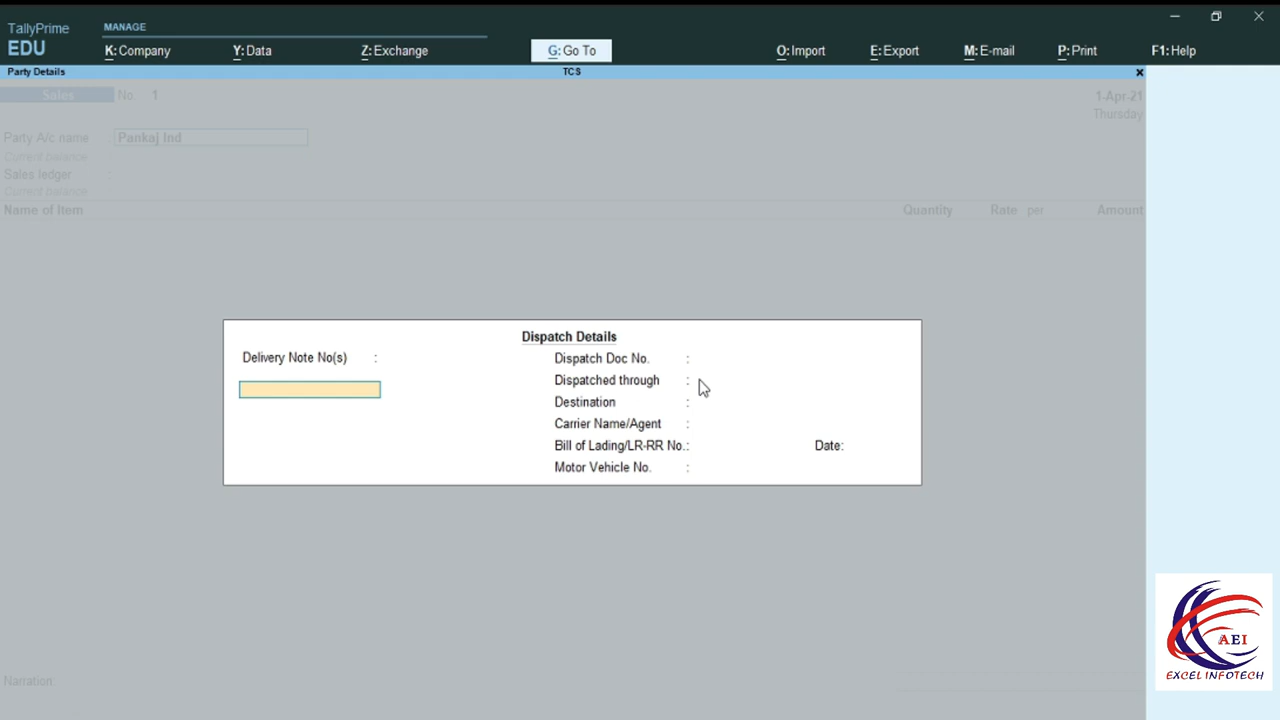 TallyPrime
EDU
MANAGE
K: Company Y: Data Z: Exchange G: Go To O: Import E: Export M: E-mail P: Print F1: Help
Party Details TCS x
Sales No. 1 1-Apr-21
Thursday
Party A/c name : Pankaj Ind
Current balance :
Sales ledger :
Current balance :
Name of Item Quantity Rate per Amount
Dispatch Details
Delivery Note No(s) :
Dispatch Doc No. :
Dispatched through :
Destination :
Carrier Name/Agent :
Bill of Lading/LR-RR No. : Date:
Motor Vehicle No. :
Narration:
AEI
EXCEL INFOTECH